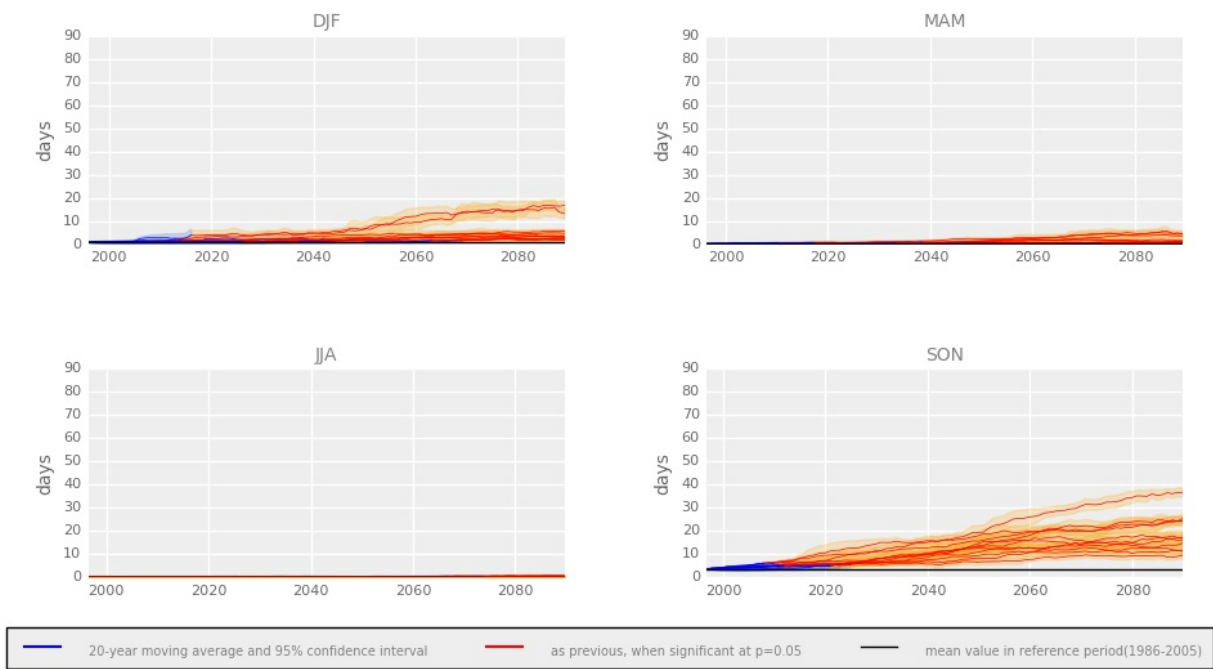 DJF
MAM
90
80
70
60
50
40
30
20
10
0
days
2000 2020 2040 2060 2080
90
80
70
60
50
40
30
20
10
0
days
2000 2020 2040 2060 2080
JJA
SON
90
80
70
60
50
40
30
20
10
0
days
2000 2020 2040 2060 2080
90
80
70
60
50
40
30
20
10
0
days
2000 2020 2040 2060 2080
20-year moving average and 95% confidence interval
as previous, when significant at p=0.05
mean value in reference period(1986-2005)